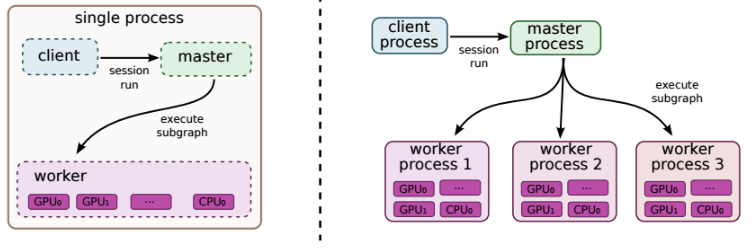 single process
client
master
session
run
execute
subgraph
worker
GPU₀ GPU₁ ... CPU₀
client
process
master
process
session
run
execute
subgraph
worker
process 1
GPU₀ ...
GPU₁ CPU₀
worker
process 2
GPU₀ ...
GPU₁ CPU₀
worker
process 3
GPU₀ ...
GPU₁ CPU₀